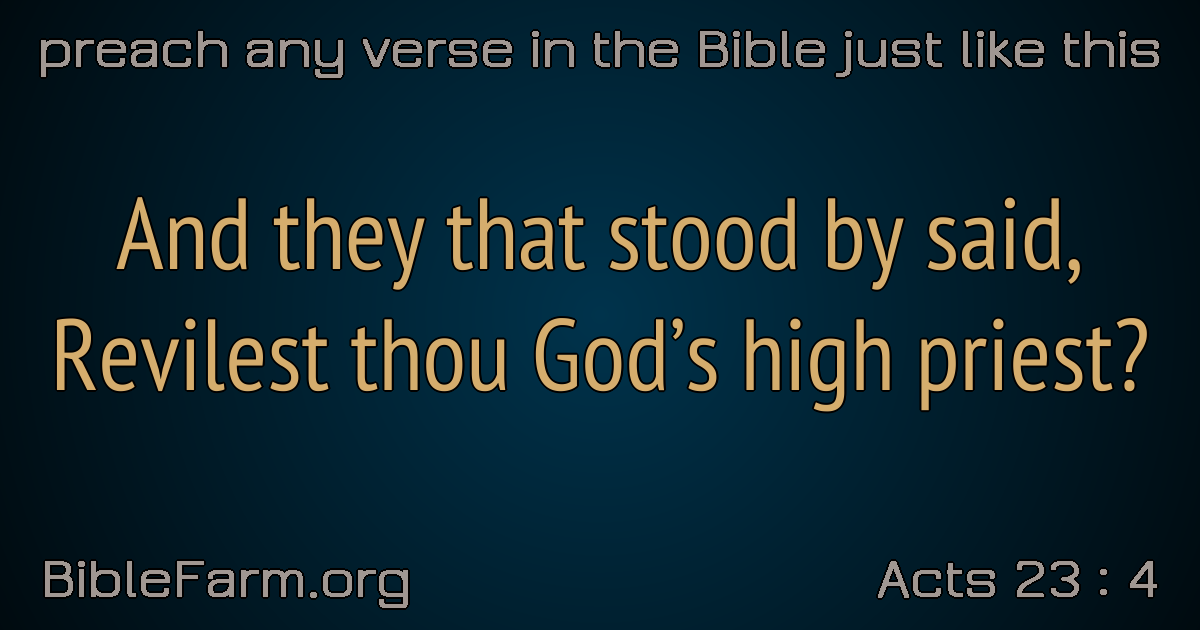 preach any verse in the Bible just like this
And they that stood by said,
Revilest thou God’s high priest?
BibleFarm.org
Acts 23 : 4